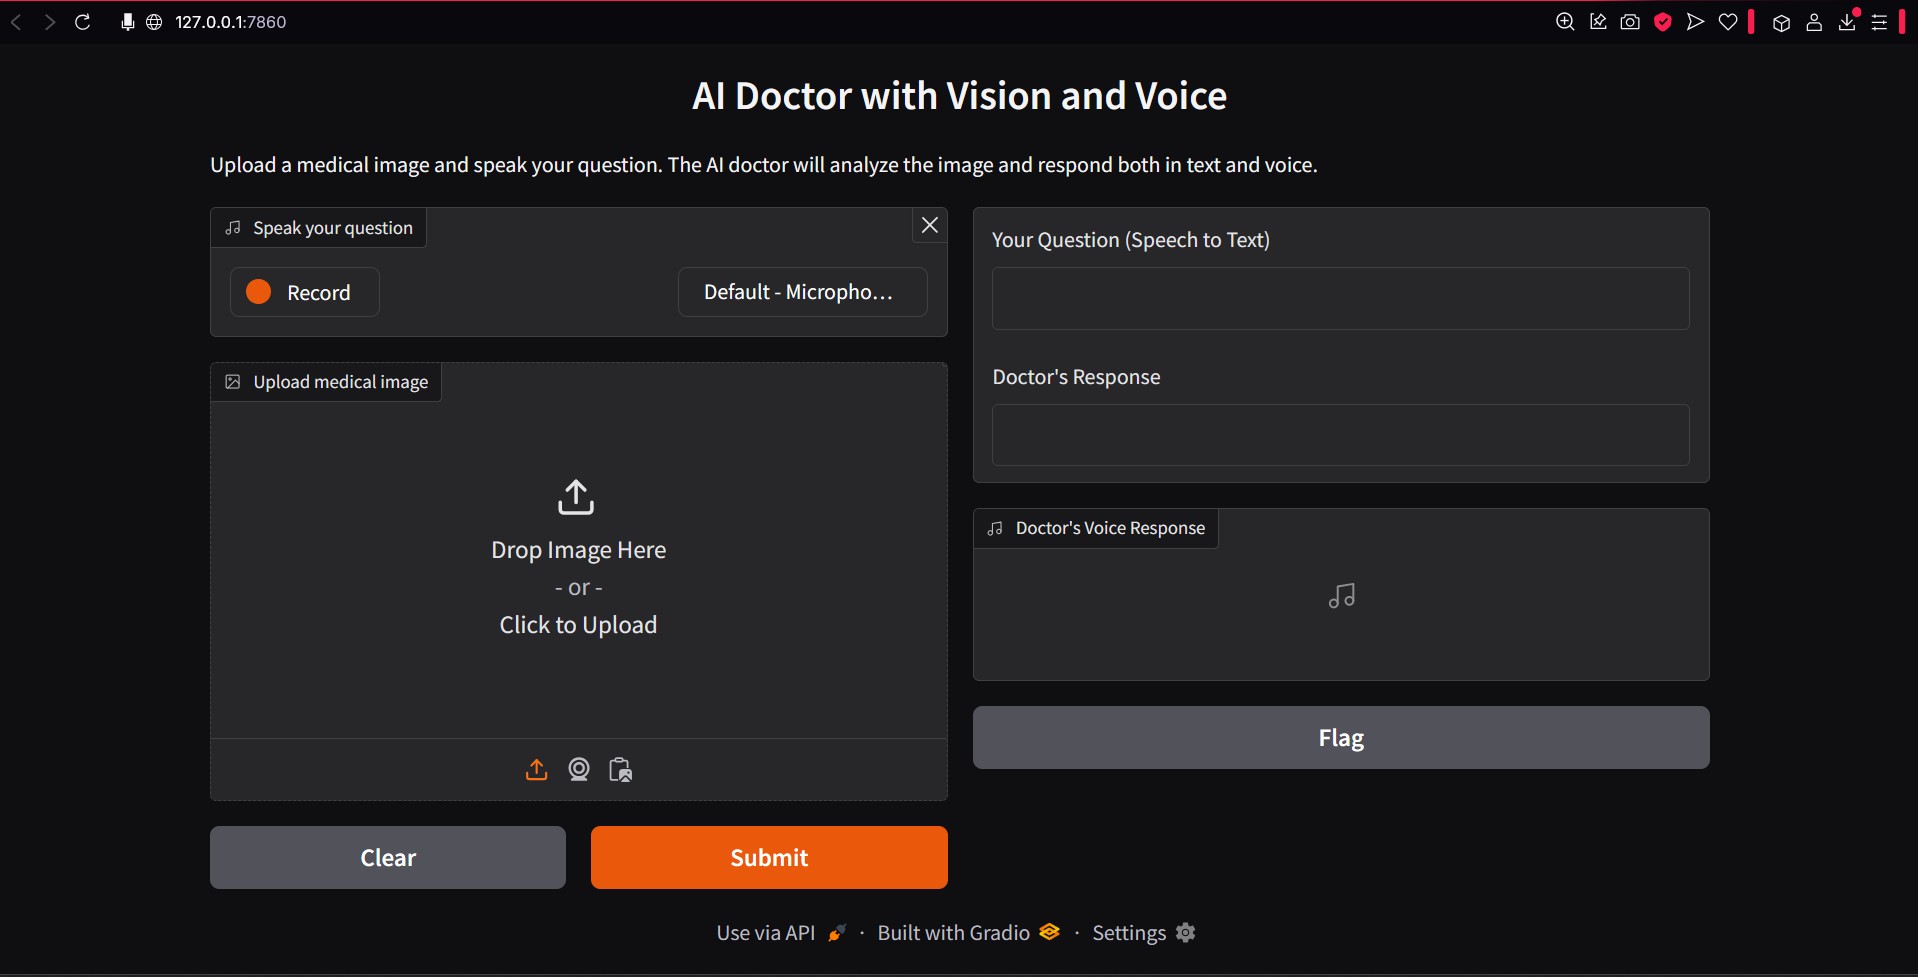 127.0.0.1:7860
AI Doctor with Vision and Voice
Upload a medical image and speak your question. The AI doctor will analyze the image and respond both in text and voice.
Speak your question
Record
Default - Micropho...
Upload medical image
Drop Image Here
- or -
Click to Upload
Clear
Submit
Your Question (Speech to Text)
Doctor's Response
Doctor's Voice Response
Flag
Use via API · Built with Gradio · Settings